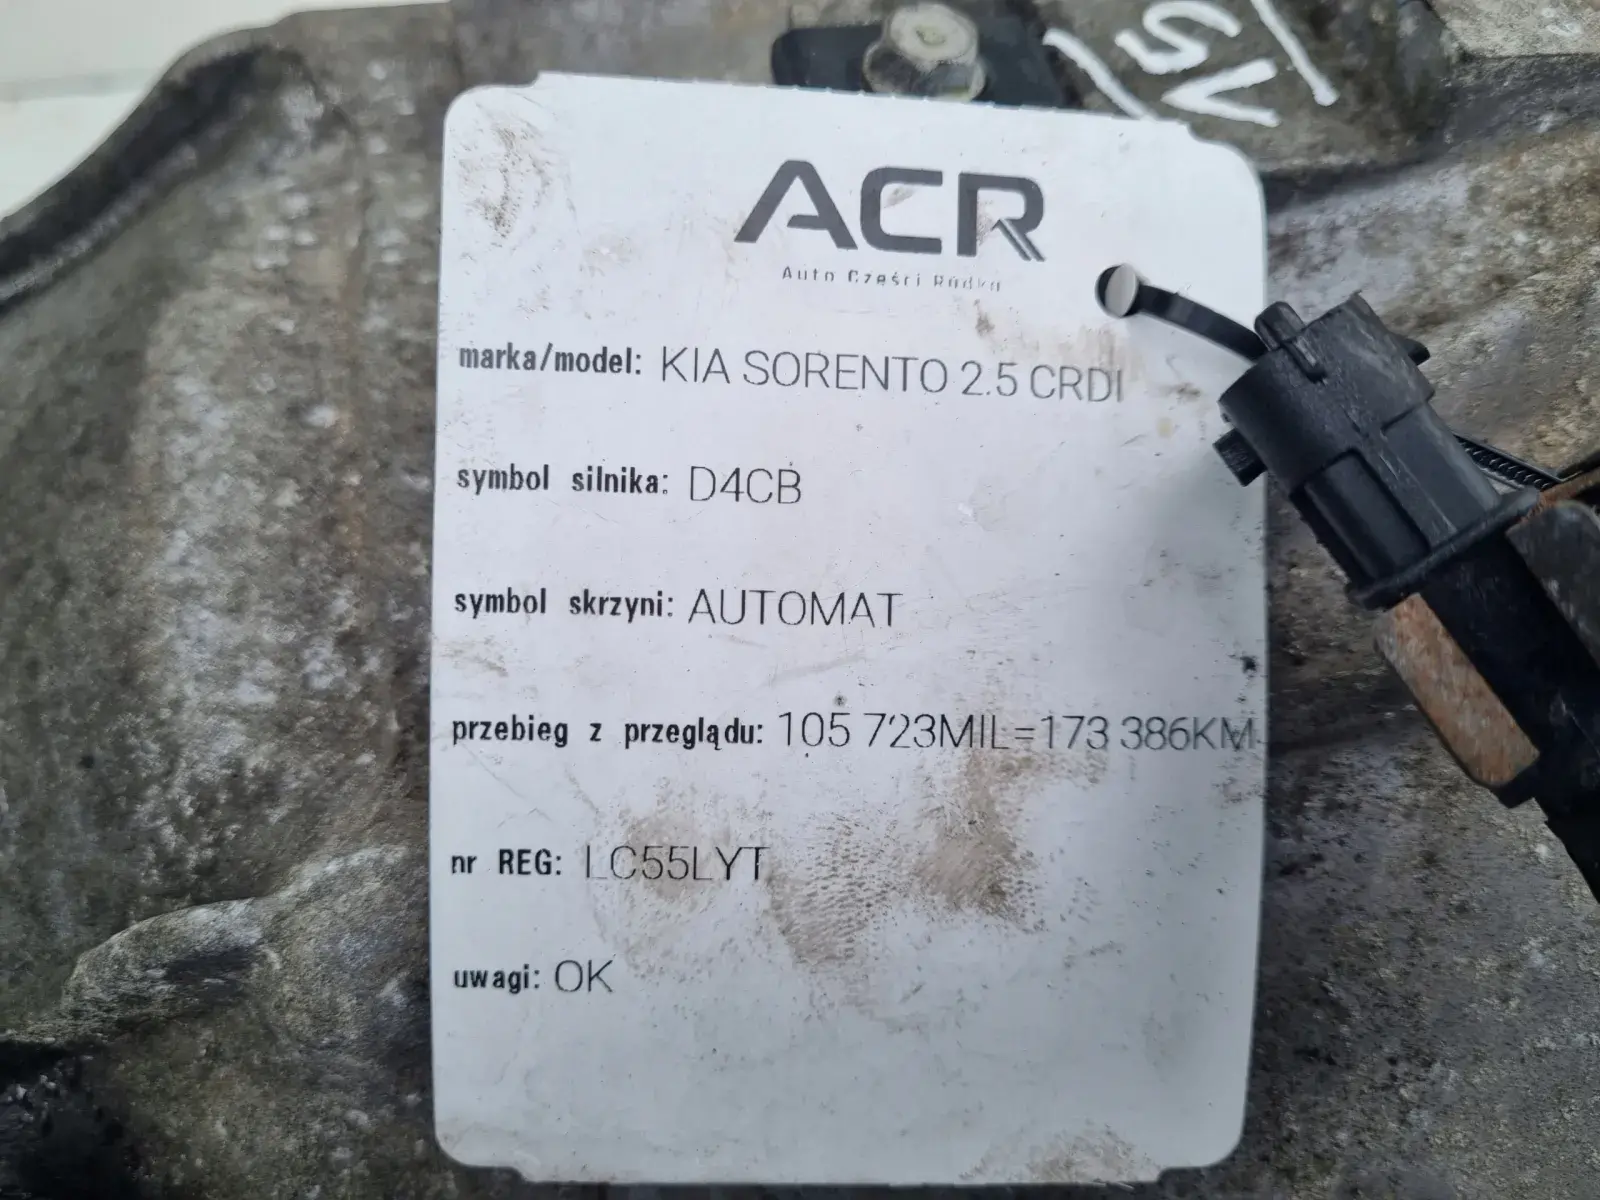 ACR
Auto Części Rudka
marka/model: KIA SORENTO 2.5 CRDI
symbol silnika: D4CB
symbol skrzyni: AUTOMAT
przebieg z przeglądu: 105 723MIL=173 386KM
nr REG: LC55LYT
uwagi: OK